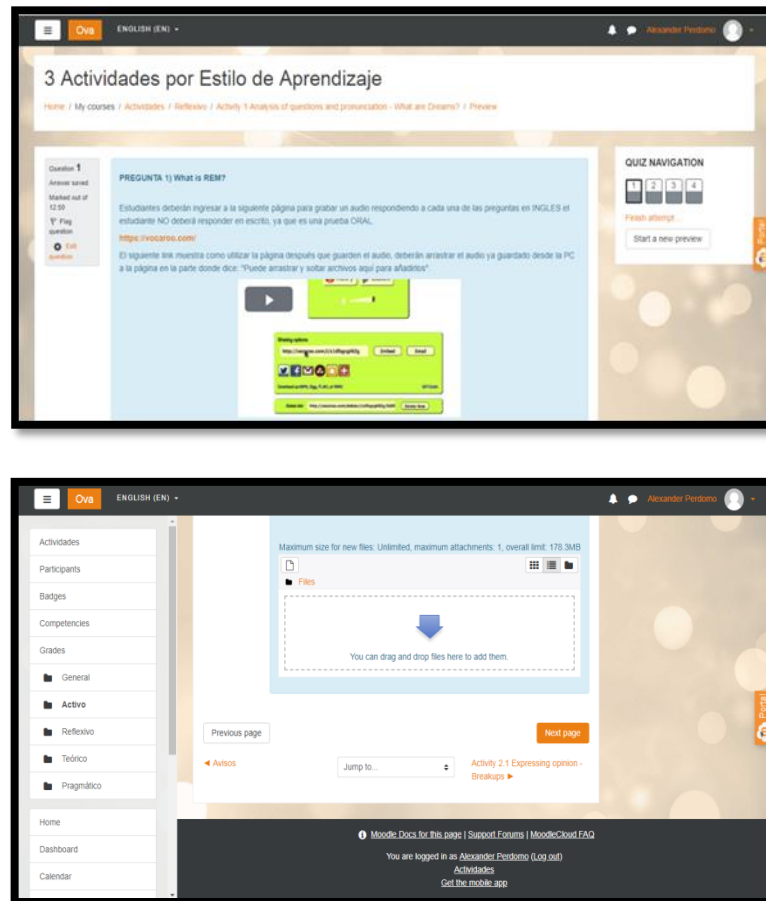 Ova ENGLISH (EN)
Alexander Perdomo
3 Actividades por Estilo de Aprendizaje
Home / My courses / Actividades / Reflexivo / Activity 1 Analysis of questions and pronunciation - What are Dreams? / Preview
Question 1
Answer saved
Marked out of
12.50
Flag
question
Edit
question
PREGUNTA 1) What is REM?
Estudiantes deberán ingresar a la siguiente página para grabar un audio respondiendo a cada una de las preguntas en INGLES el
estudiante NO deberá responder en escrito, ya que es una prueba ORAL.
https://vocaroo.com/
El siguiente link muestra como utilizar la página después que guarden el audio, deberán arrastrar el audio ya guardado desde la PC
a la página en la parte donde dice: "Puede arrastrar y soltar archivos aquí para añadirlos"
Sharing options
Embed Email
QUIZ NAVIGATION
1 2 3 4
Finish attempt ...
Start a new preview
Portal
Ova ENGLISH (EN)
Alexander Perdomo
Actividades
Participants
Badges
Competencies
Grades
General
Activo
Reflexivo
Teórico
Pragmático
Home
Dashboard
Calendar
Maximum size for new files: Unlimited, maximum attachments: 1, overall limit: 178.3MB
Files
You can drag and drop files here to add them.
Previous page
Next page
◄ Avisos
Jump to...
Activity 2.1 Expressing opinion -
Breakups ►
Portal
Moodle Docs for this page | Support Forums | MoodleCloud FAQ
You are logged in as Alexander Perdomo (Log out)
Actividades
Get the mobile app